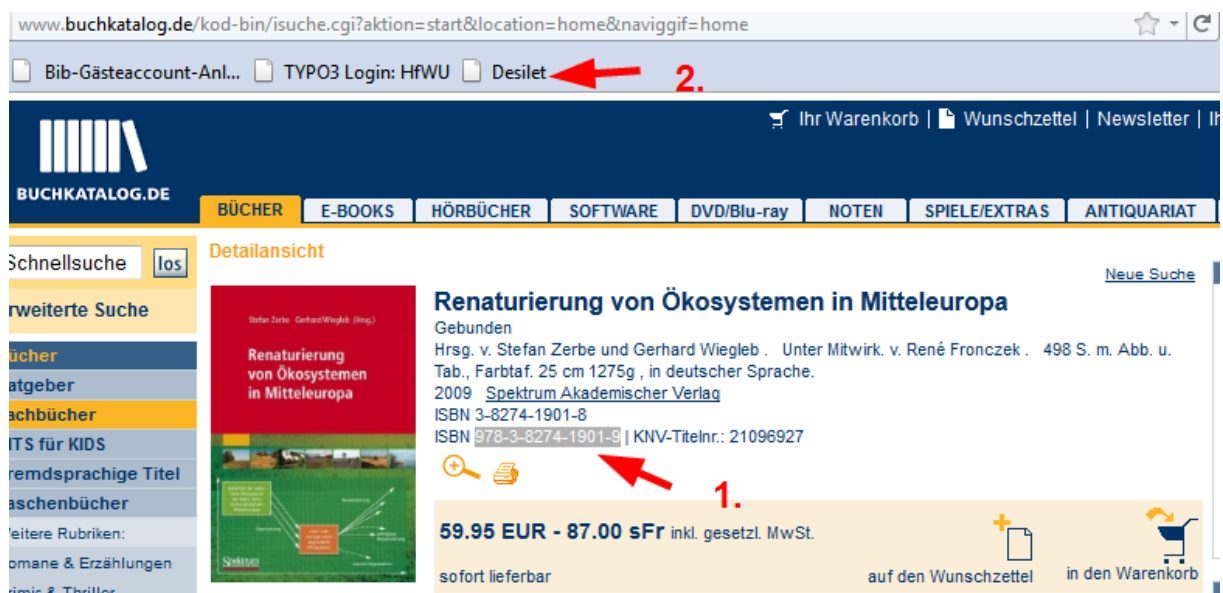 www.buchkatalog.de/kod-bin/isuche.cgi?aktion=start&location=home&naviggif=home
Bib-Gästeaccount-Anl... TYPO3 Login: HfWU Desilet
2.
Ihr Warenkorb | Wunschzettel | Newsletter | Ih
BUCHKATALOG.DE
BÜCHER E-BOOKS HÖRBÜCHER SOFTWARE DVD/Blu-ray NOTEN SPIELE/EXTRAS ANTIQUARIAT
Schnellsuche los
rweiterte Suche
ücher
atgeber
achbücher
ITS für KIDS
remdsprachige Titel
aschenbücher
eitere Rubriken:
omane & Erzählungen
rimis & Thriller
Detailansicht
Neue Suche
Stefan Zerbe Gerhard Wiegleb (Hrsg.)
Renaturierung
von Ökosystemen
in Mitteleuropa
Spektrum
Renaturierung von Ökosystemen in Mitteleuropa
Gebunden
Hrsg. v. Stefan Zerbe und Gerhard Wiegleb . Unter Mitwirk. v. René Fronczek . 498 S. m. Abb. u.
Tab., Farbtaf. 25 cm 1275g , in deutscher Sprache.
2009 Spektrum Akademischer Verlag
ISBN 3-8274-1901-8
ISBN 978-3-8274-1901-9 | KNV-Titelnr.: 21096927
1.
59.95 EUR - 87.00 sFr inkl. gesetzl. MwSt.
sofort lieferbar
auf den Wunschzettel
in den Warenkorb